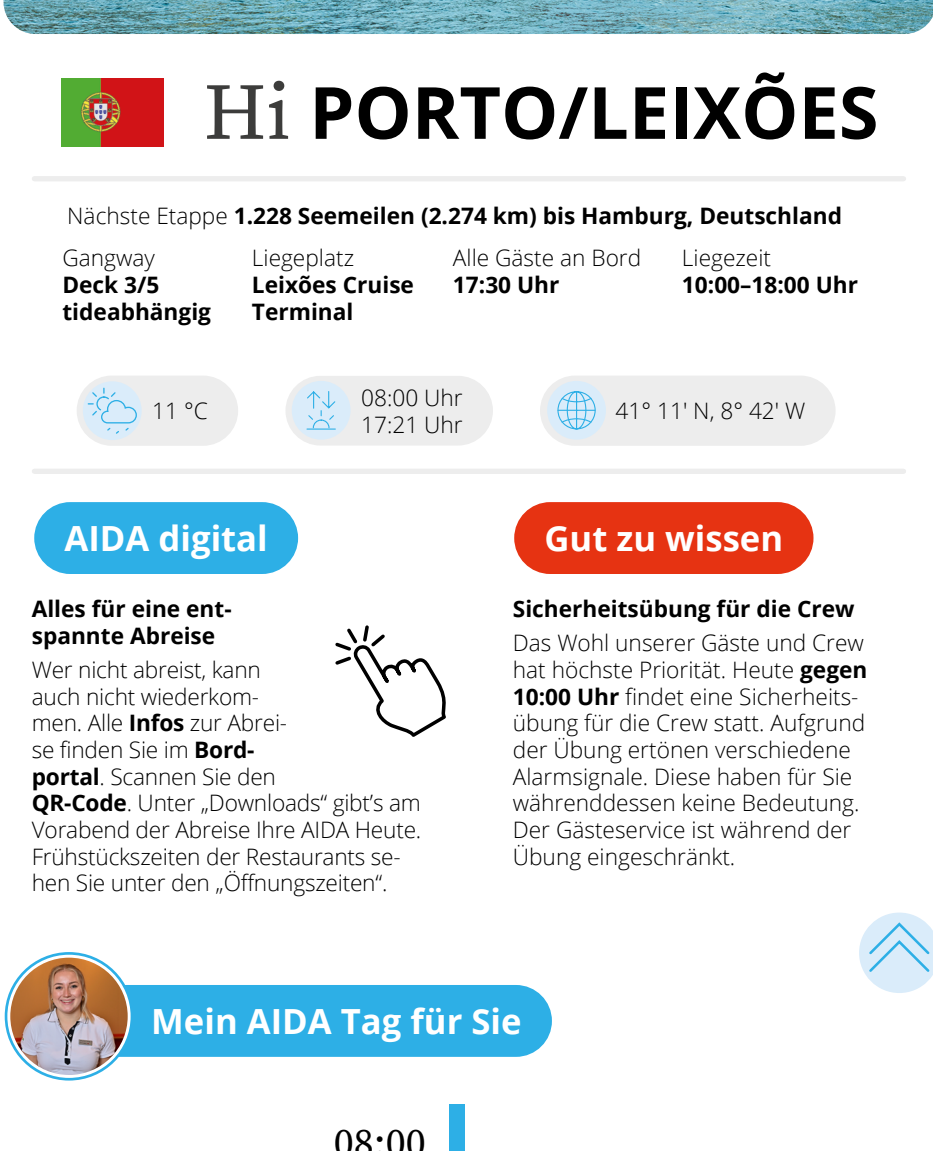 Hi PORTO/LEIXÕES
Nächste Etappe 1.228 Seemeilen (2.274 km) bis Hamburg, Deutschland
Gangway
Deck 3/5
tideabhängig
Liegeplatz
Leixões Cruise
Terminal
Alle Gäste an Bord
17:30 Uhr
Liegezeit
10:00–18:00 Uhr
11 °C
08:00 Uhr
17:21 Uhr
41° 11' N, 8° 42' W
AIDA digital
Alles für eine ent-
spannte Abreise
Wer nicht abreist, kann
auch nicht wiederkom-
men. Alle Infos zur Abrei-
se finden Sie im Bord-
portal. Scannen Sie den
QR-Code. Unter „Downloads“ gibt’s am
Vorabend der Abreise Ihre AIDA Heute.
Frühstückszeiten der Restaurants se-
hen Sie unter den „Öffnungszeiten“.
Gut zu wissen
Sicherheitsübung für die Crew
Das Wohl unserer Gäste und Crew
hat höchste Priorität. Heute gegen
10:00 Uhr findet eine Sicherheits-
übung für die Crew statt. Aufgrund
der Übung ertönen verschiedene
Alarmsignale. Diese haben für Sie
währenddessen keine Bedeutung.
Der Gästeservice ist während der
Übung eingeschränkt.
Mein AIDA Tag für Sie
08:00